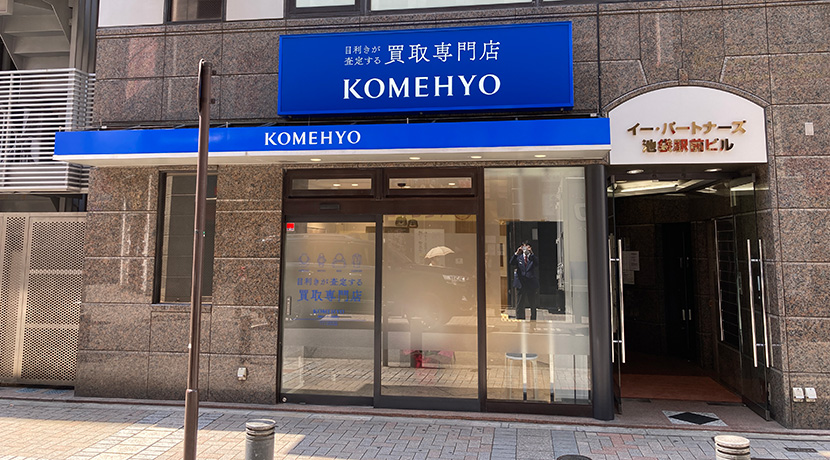 目利きが
査定する
買取専門店
KOMEHYO
KOMEHYO
イー・パートナーズ
池袋駅前ビル
目利きが査定する
買取専門店
KOMEHYO